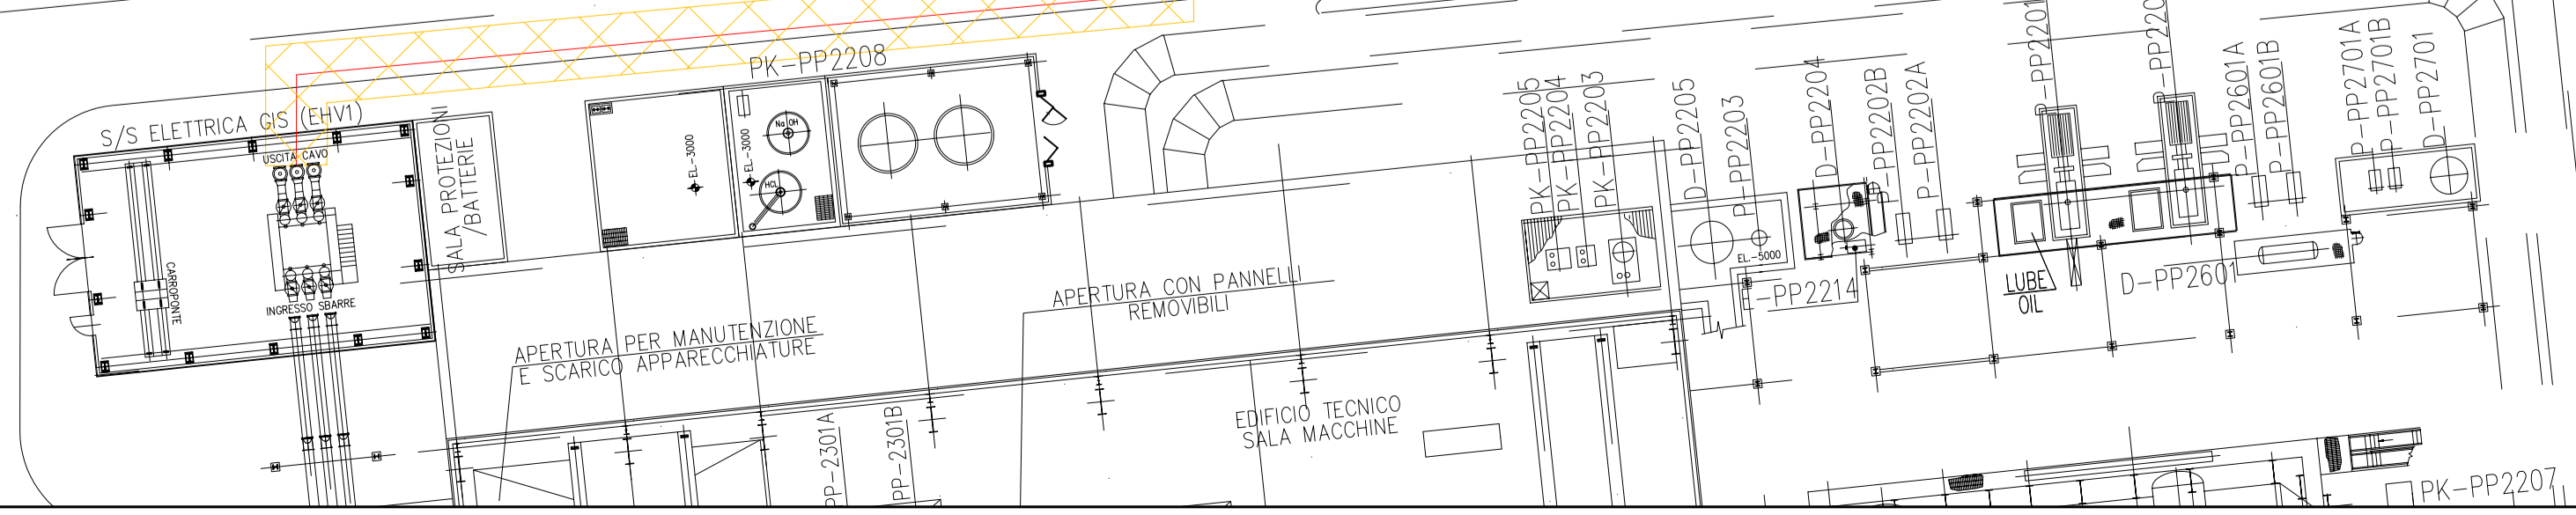 PK-PP2208
S/S ELETTRICA GIS (EHV1)
USCITA CAVO
CARROPONTE
INGRESSO SBARRE
SALA PROTEZIONI
/BATTERIE
EL-3000
EL-3000
NaOH
HCL
APERTURA PER MANUTENZIONE
E SCARICO APPARECCHIATURE
APERTURA CON PANNELLI
REMOVIBILI
PP-2301A
PP-2301B
EDIFICIO TECNICO
SALA MACCHINE
PK-PP2205
PK-PP2204
PK-PP2203
D-PP2205
D-PP2203
EL.-5000
D-PP2204
P-PP2202B
P-PP2202A
-PP2214
-PP2201
-PP220
LUBE
OIL
D-PP2601
P-PP2601A
P-PP2601B
P-PP2701A
P-PP2701B
D-PP2701
PK-PP2207